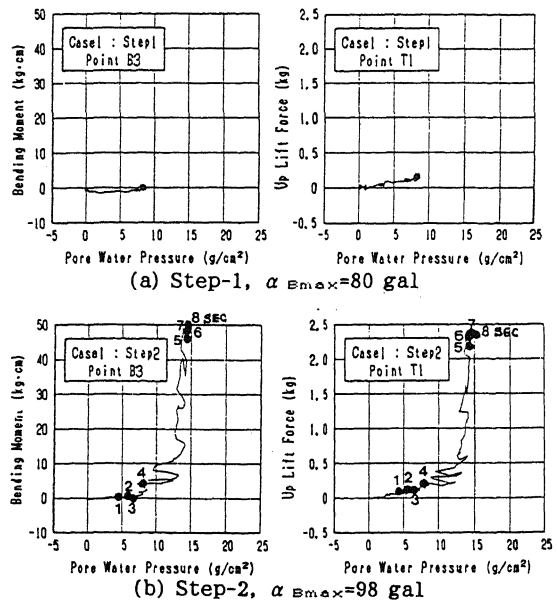 50
40
30
20
10
0
-10
Bending Moment (kg·cm)
Case1 : Step1
Point B3
-5 0 5 10 15 20 25
Pore Water Pressure (g/cm²)
2.5
2.0
1.5
1.0
0.5
0
-0.5
Up Lift Force (kg)
Case1 : Step1
Point T1
-5 0 5 10 15 20 25
Pore Water Pressure (g/cm²)
(a) Step-1, α Bmax=80 gal
50
40
30
20
10
0
-10
Bending Moment (kg·cm)
Case1 : Step2
Point B3
7 8 SEC
6
5
4
1 2 3
-5 0 5 10 15 20 25
Pore Water Pressure (g/cm²)
2.5
2.0
1.5
1.0
0.5
0
-0.5
Up Lift Force (kg)
Case1 : Step2
Point T1
7
6 8 SEC
5
4
1 2 3
-5 0 5 10 15 20 25
Pore Water Pressure (g/cm²)
(b) Step-2, α Bmax=98 gal